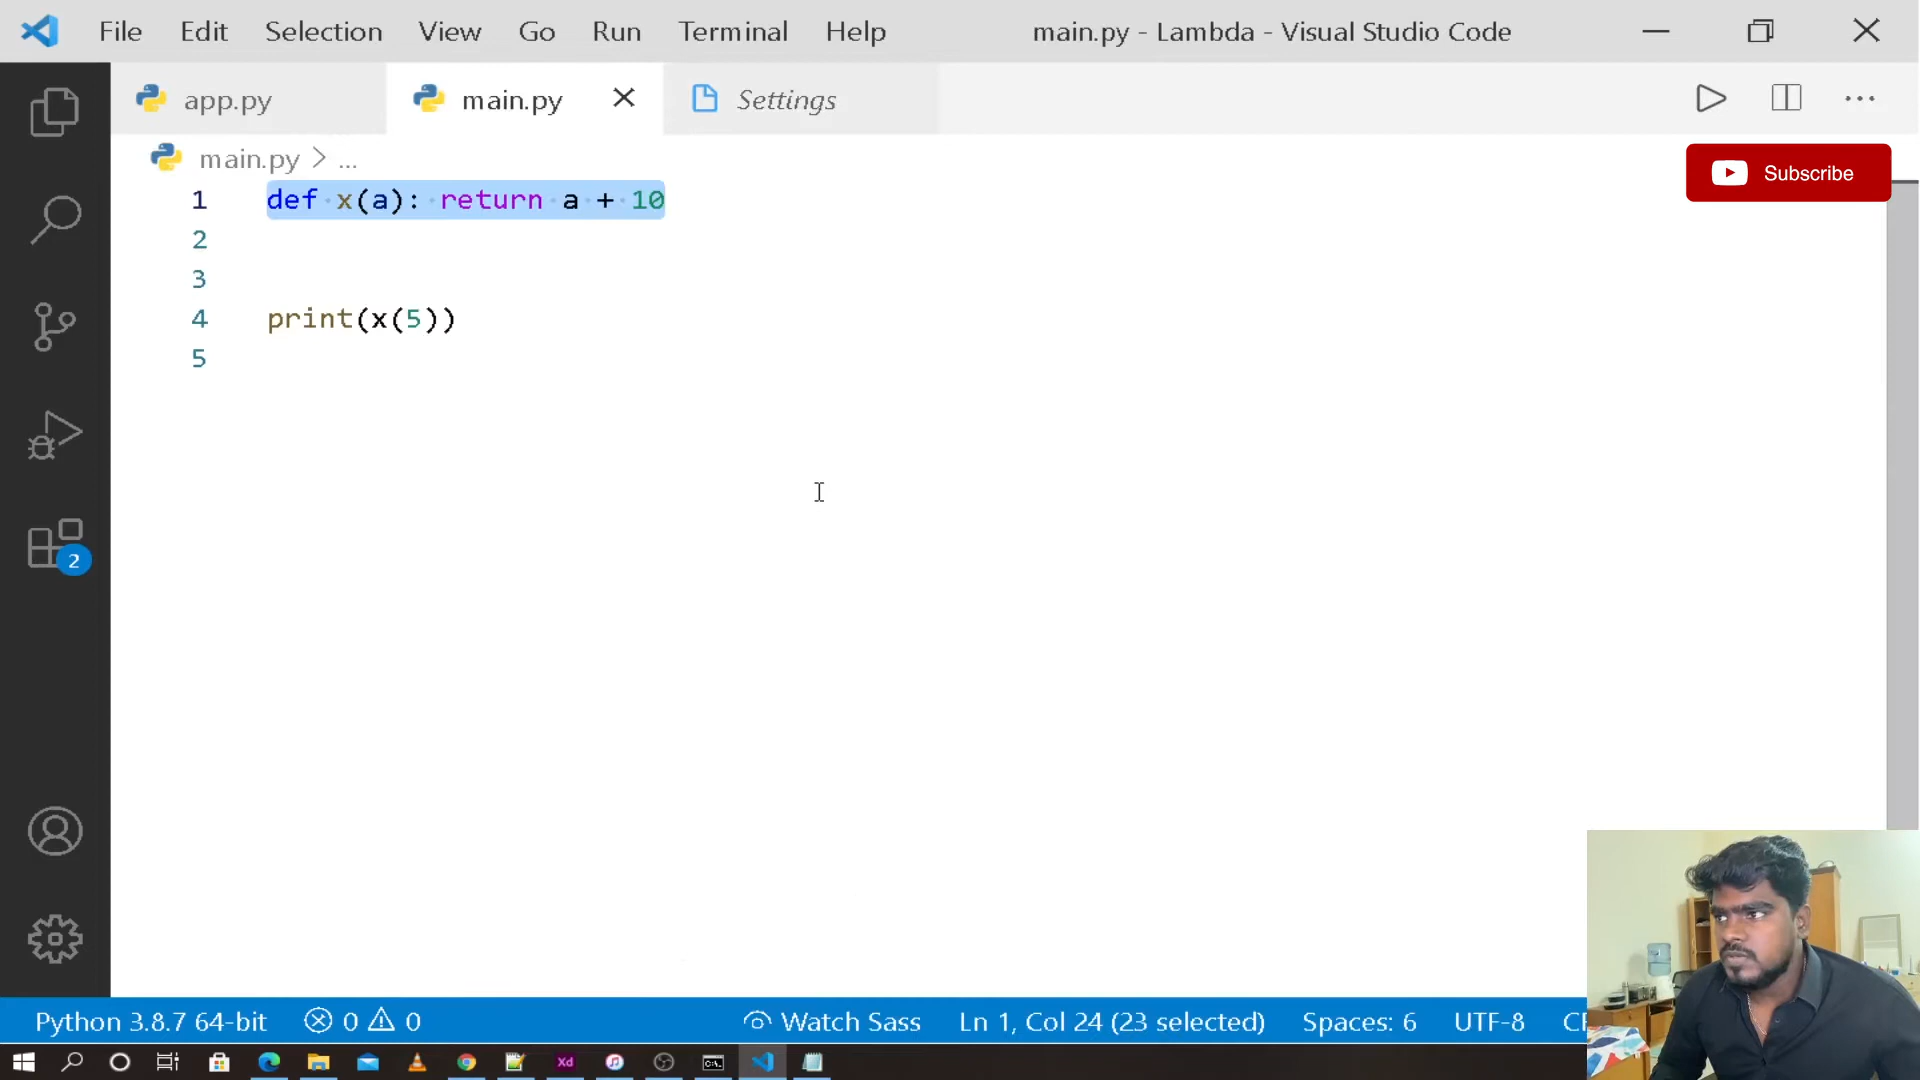 File Edit Selection View Go Run Terminal Help main.py - Lambda - Visual Studio Code
app.py main.py Settings
main.py > ...
Subscribe
1 def x(a): return a + 10
2
3
4 print(x(5))
5
2
Python 3.8.7 64-bit 0 0 Watch Sass Ln 1, Col 24 (23 selected) Spaces: 6 UTF-8
Xd